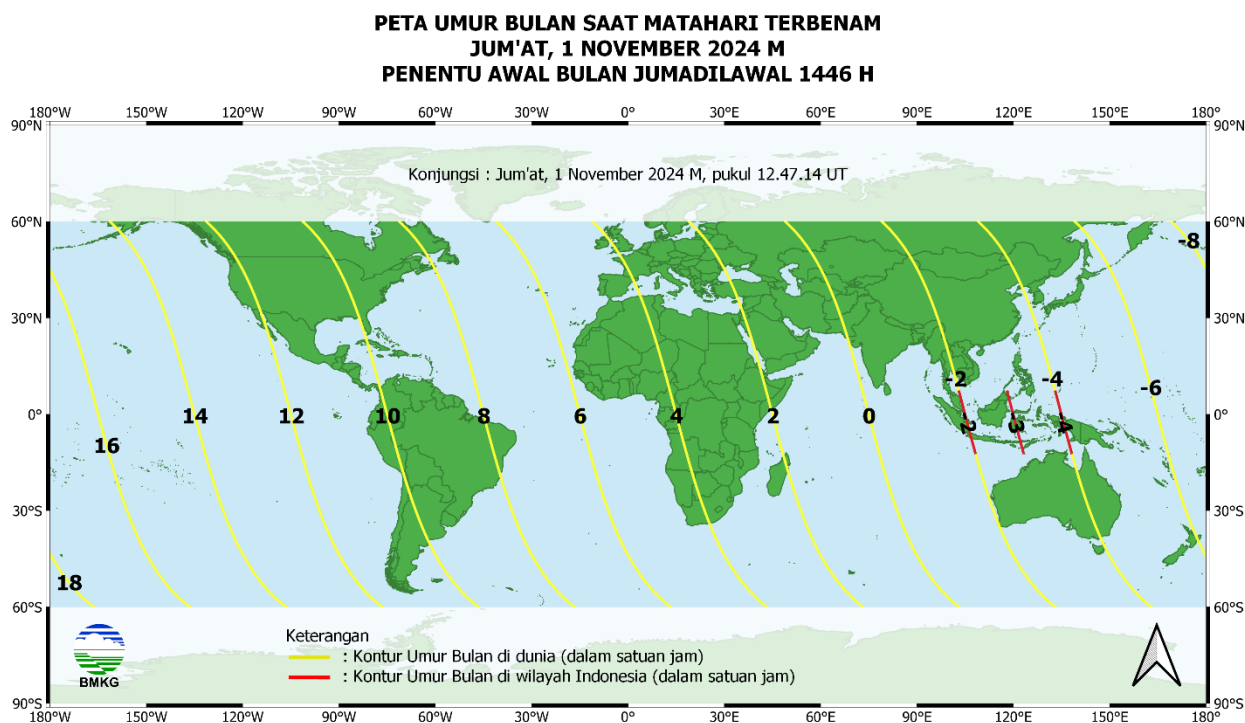 PETA UMUR BULAN SAAT MATAHARI TERBENAM
JUM'AT, 1 NOVEMBER 2024 M
PENENTU AWAL BULAN JUMADILAWAL 1446 H
180°W 150°W 120°W 90°W 60°W 30°W 0° 30°E 60°E 90°E 120°E 150°E 180°
90°N 90°N
Konjungsi : Jum'at, 1 November 2024 M, pukul 12.47.14 UT
60°N 60°N
-8
30°N 30°N
-2 -4 -6
0° 14 12 10 8 6 4 2 0 -2 -3 -4 0°
16
30°S 30°S
18
60°S 60°S
Keterangan
: Kontur Umur Bulan di dunia (dalam satuan jam)
: Kontur Umur Bulan di wilayah Indonesia (dalam satuan jam)
BMKG
90°S 90°S
180°W 150°W 120°W 90°W 60°W 30°W 0° 30°E 60°E 90°E 120°E 150°E 180°